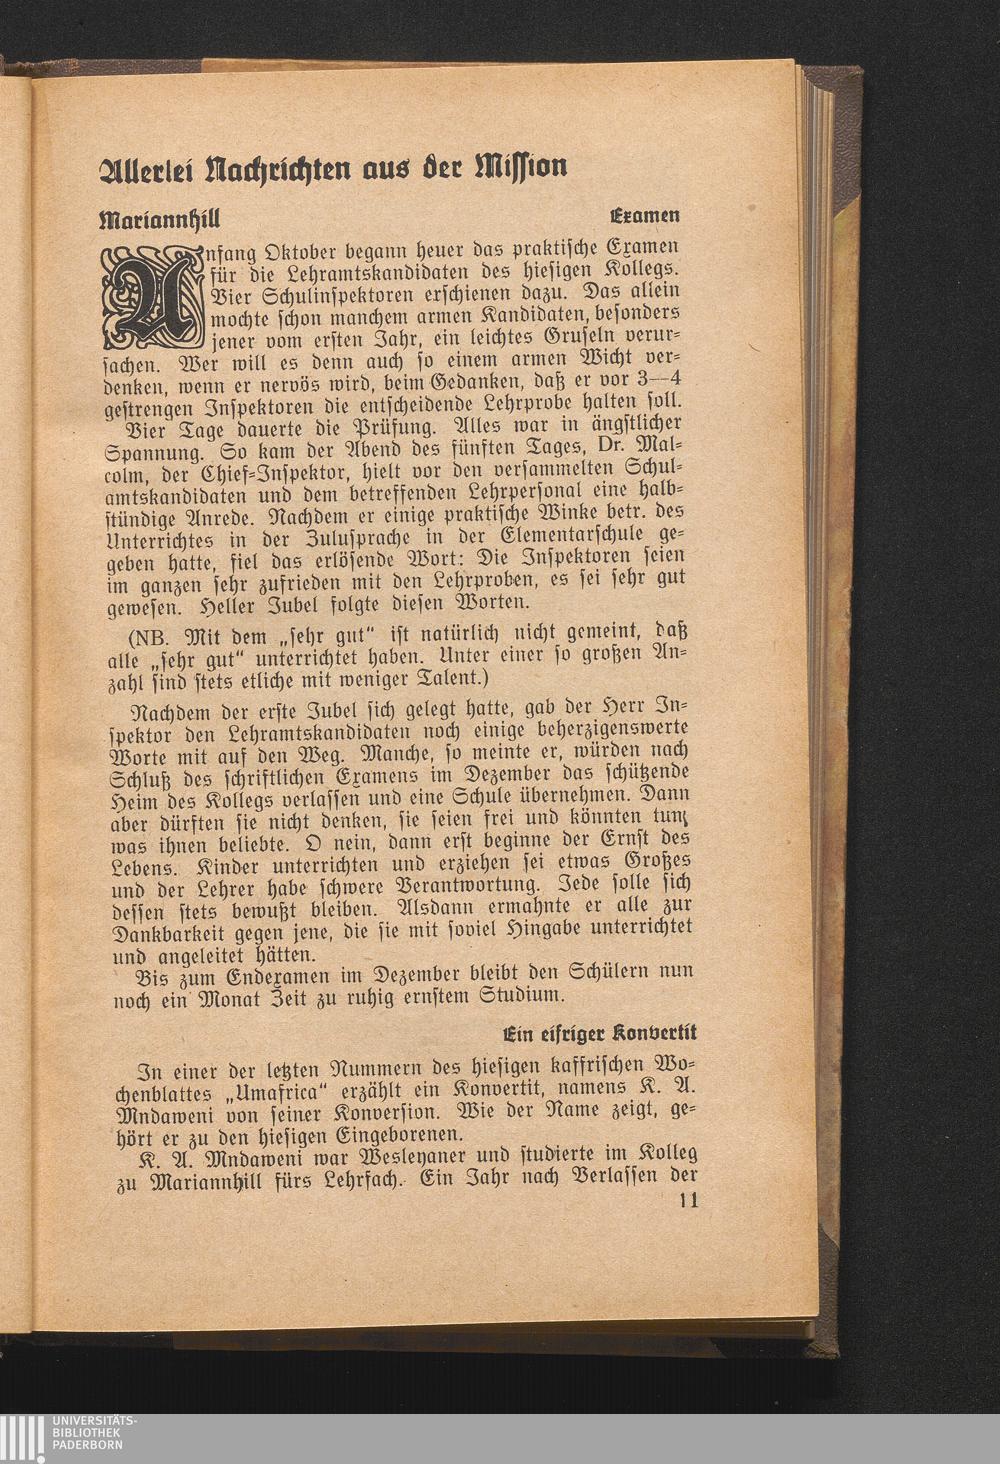 Allerlei Nachrichten aus der Mission
Mariannhill Examen
Anfang Oktober begann heuer das praktische Examen
für die Lehramtskandidaten des hiesigen Kollegs.
Vier Schulinspektoren erschienen dazu. Das allein
mochte schon manchem armen Kandidaten, besonders
jener vom ersten Jahr, ein leichtes Gruseln verur-
sachen. Wer will es denn auch so einem armen Wicht ver-
denken, wenn er nervös wird, beim Gedanken, daß er vor 3—4
gestrengen Inspektoren die entscheidende Lehrprobe halten soll.
Vier Tage dauerte die Prüfung. Alles war in ängstlicher
Spannung. So kam der Abend des fünften Tages, Dr. Mal-
colm, der Chief-Inspektor, hielt vor den versammelten Schul-
amtskandidaten und dem betreffenden Lehrpersonal eine halb-
stündige Anrede. Nachdem er einige praktische Winke betr. des
Unterrichtes in der Zulusprache in der Elementarschule ge-
geben hatte, fiel das erlösende Wort: Die Inspektoren seien
im ganzen sehr zufrieden mit den Lehrproben, es sei sehr gut
gewesen. Heller Jubel folgte diesen Worten.
(NB. Mit dem „sehr gut“ ist natürlich nicht gemeint, daß
alle „sehr gut“ unterrichtet haben. Unter einer so großen An-
zahl sind stets etliche mit weniger Talent.)
Nachdem der erste Jubel sich gelegt hatte, gab der Herr In-
spektor den Lehramtskandidaten noch einige beherzigenswerte
Worte mit auf den Weg. Manche, so meinte er, würden nach
Schluß des schriftlichen Examens im Dezember das schützende
Heim des Kollegs verlassen und eine Schule übernehmen. Dann
aber dürften sie nicht denken, sie seien frei und könnten tun,
was ihnen beliebte. O nein, dann erst beginne der Ernst des
Lebens. Kinder unterrichten und erziehen sei etwas Großes
und der Lehrer habe schwere Verantwortung. Jede solle sich
dessen stets bewußt bleiben. Alsdann ermahnte er alle zur
Dankbarkeit gegen jene, die sie mit soviel Hingabe unterrichtet
und angeleitet hätten.
Bis zum Endexamen im Dezember bleibt den Schülern nun
noch ein Monat Zeit zu ruhig ernstem Studium.
Ein eifriger Konvertit
In einer der letzten Nummern des hiesigen kaffrischen Wo-
chenblattes „Umafrica“ erzählt ein Konvertit, namens K. A.
Mndaweni von seiner Konversion. Wie der Name zeigt, ge-
hört er zu den hiesigen Eingeborenen.
K. A. Mndaweni war Wesleyaner und studierte im Kolleg
zu Mariannhill fürs Lehrfach. Ein Jahr nach Verlassen der
11
UNIVERSITÄTS-
BIBLIOTHEK
PADERBORN